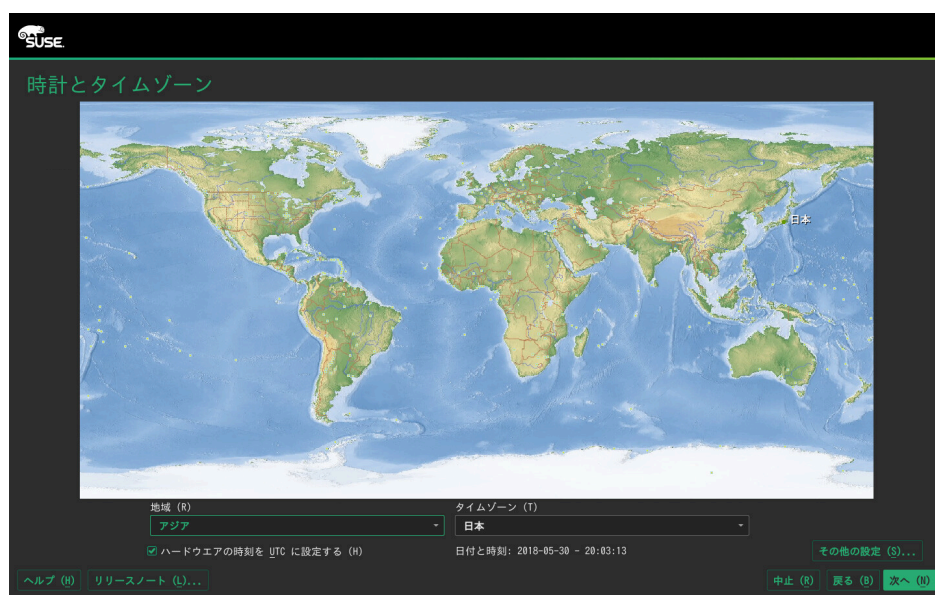 SUSE.
時計とタイムゾーン
日本
地域 (R)
タイムゾーン (T)
アジア
日本
ハードウエアの時刻を UTC に設定する (H)
日付と時刻: 2018-05-30 - 20:03:13
その他の設定 (S)...
ヘルプ (H)
リリースノート (L)...
中止 (R)
戻る (B)
次へ (N)